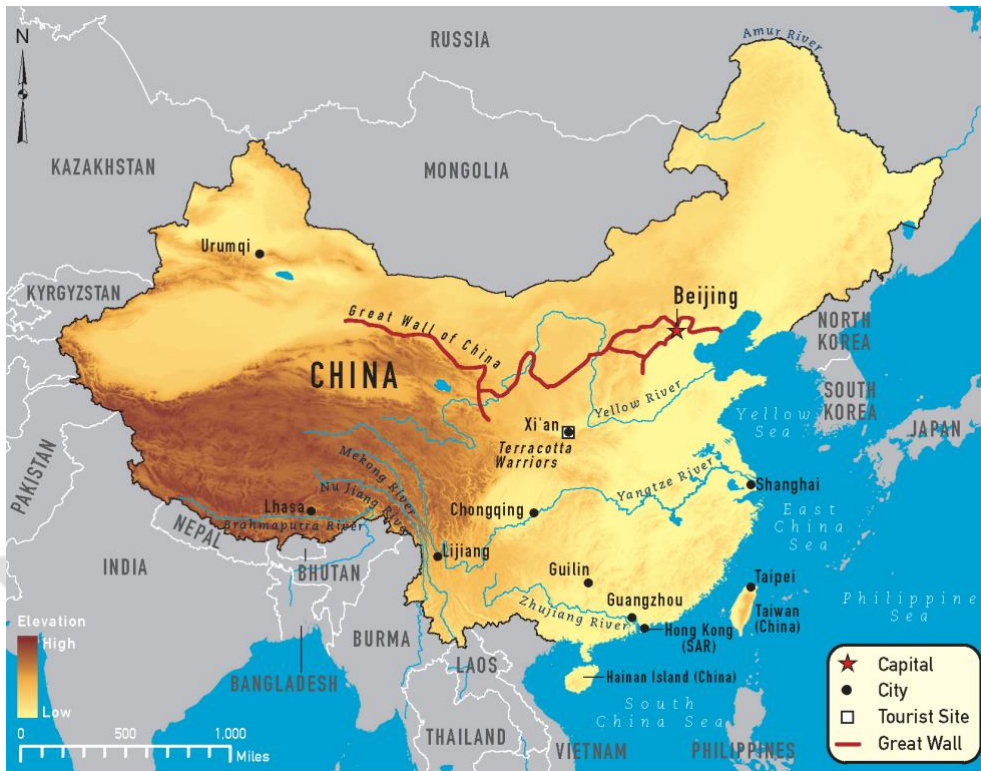 N
RUSSIA
Amur River
KAZAKHSTAN
MONGOLIA
Urumqi
KYRGYZSTAN
Beijing
Great Wall of China
NORTH
KOREA
CHINA
SOUTH
KOREA
Yellow River
Yellow
Sea
JAPAN
Xi'an
Terracotta
Warriors
PAKISTAN
Mekong River
Nu Jiang River
Yangtze River
Shanghai
Lhasa
Chongqing
East
China
Sea
Brahmaputra River
NEPAL
Lijiang
INDIA
BHUTAN
Guilin
Taipei
Guangzhou
Philippine
Sea
Zhujiang River
Taiwan
(China)
Elevation
High
Low
BURMA
Hong Kong
(SAR)
LAOS
BANGLADESH
Hainan Island (China)
South
China Sea
THAILAND
VIETNAM
PHILIPPINES
0 500 1,000
Miles
Capital
City
Tourist Site
Great Wall